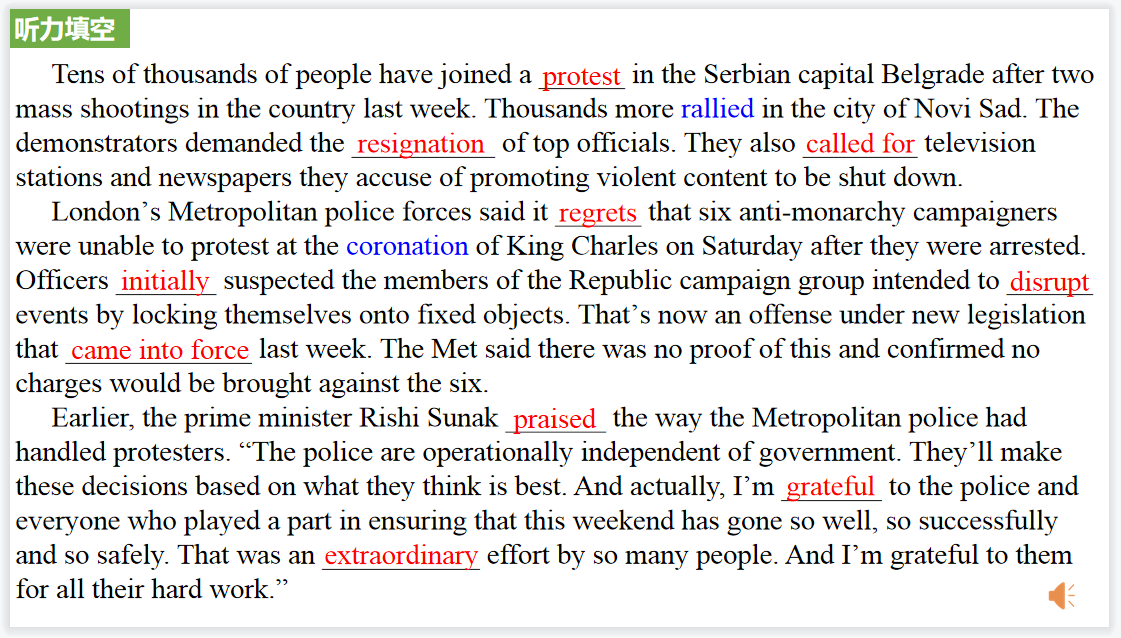 听力填空
Tens of thousands of people have joined a protest in the Serbian capital Belgrade after two
mass shootings in the country last week. Thousands more rallied in the city of Novi Sad. The
demonstrators demanded the resignation of top officials. They also called for television
stations and newspapers they accuse of promoting violent content to be shut down.
London’s Metropolitan police forces said it regrets that six anti-monarchy campaigners
were unable to protest at the coronation of King Charles on Saturday after they were arrested.
Officers initially suspected the members of the Republic campaign group intended to disrupt
events by locking themselves onto fixed objects. That’s now an offense under new legislation
that came into force last week. The Met said there was no proof of this and confirmed no
charges would be brought against the six.
Earlier, the prime minister Rishi Sunak praised the way the Metropolitan police had
handled protesters. “The police are operationally independent of government. They’ll make
these decisions based on what they think is best. And actually, I’m grateful to the police and
everyone who played a part in ensuring that this weekend has gone so well, so successfully
and so safely. That was an extraordinary effort by so many people. And I’m grateful to them
for all their hard work.”